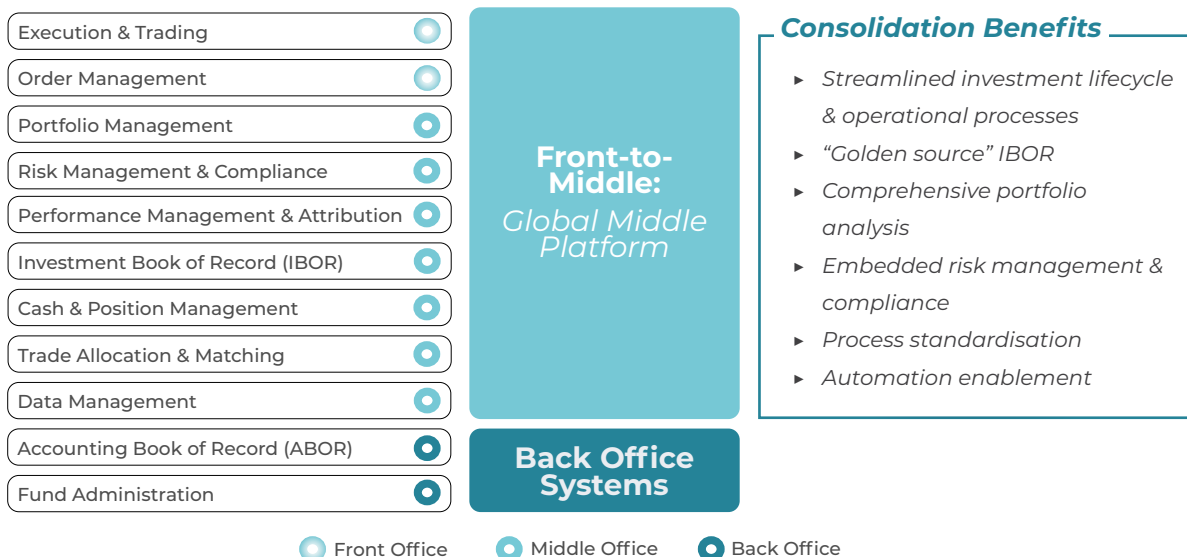 Execution & Trading
Order Management
Portfolio Management
Risk Management & Compliance
Performance Management & Attribution
Investment Book of Record (IBOR)
Cash & Position Management
Trade Allocation & Matching
Data Management
Accounting Book of Record (ABOR)
Fund Administration
Front-to-
Middle:
Global Middle
Platform
Back Office
Systems
Consolidation Benefits
▸ Streamlined investment lifecycle
& operational processes
▸ “Golden source” IBOR
▸ Comprehensive portfolio
analysis
▸ Embedded risk management &
compliance
▸ Process standardisation
▸ Automation enablement
Front Office
Middle Office
Back Office